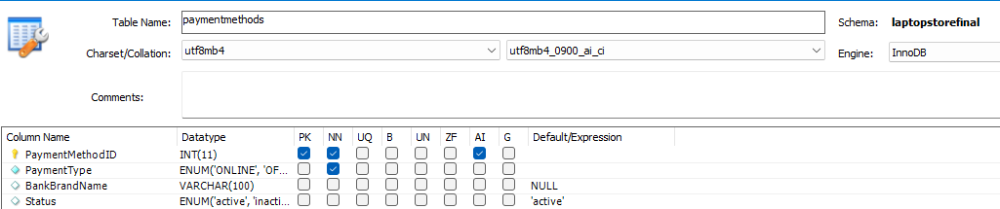 Table Name: paymentmethods Schema: laptopstorefinal
Charset/Collation: utf8mb4 utf8mb4_0900_ai_ci Engine: InnoDB
Comments:
Column Name Datatype PK NN UQ B UN ZF AI G Default/Expression
PaymentMethodID INT(11)
PaymentType ENUM('ONLINE', 'OF...
BankBrandName VARCHAR(100) NULL
Status ENUM('active', 'inacti... 'active'